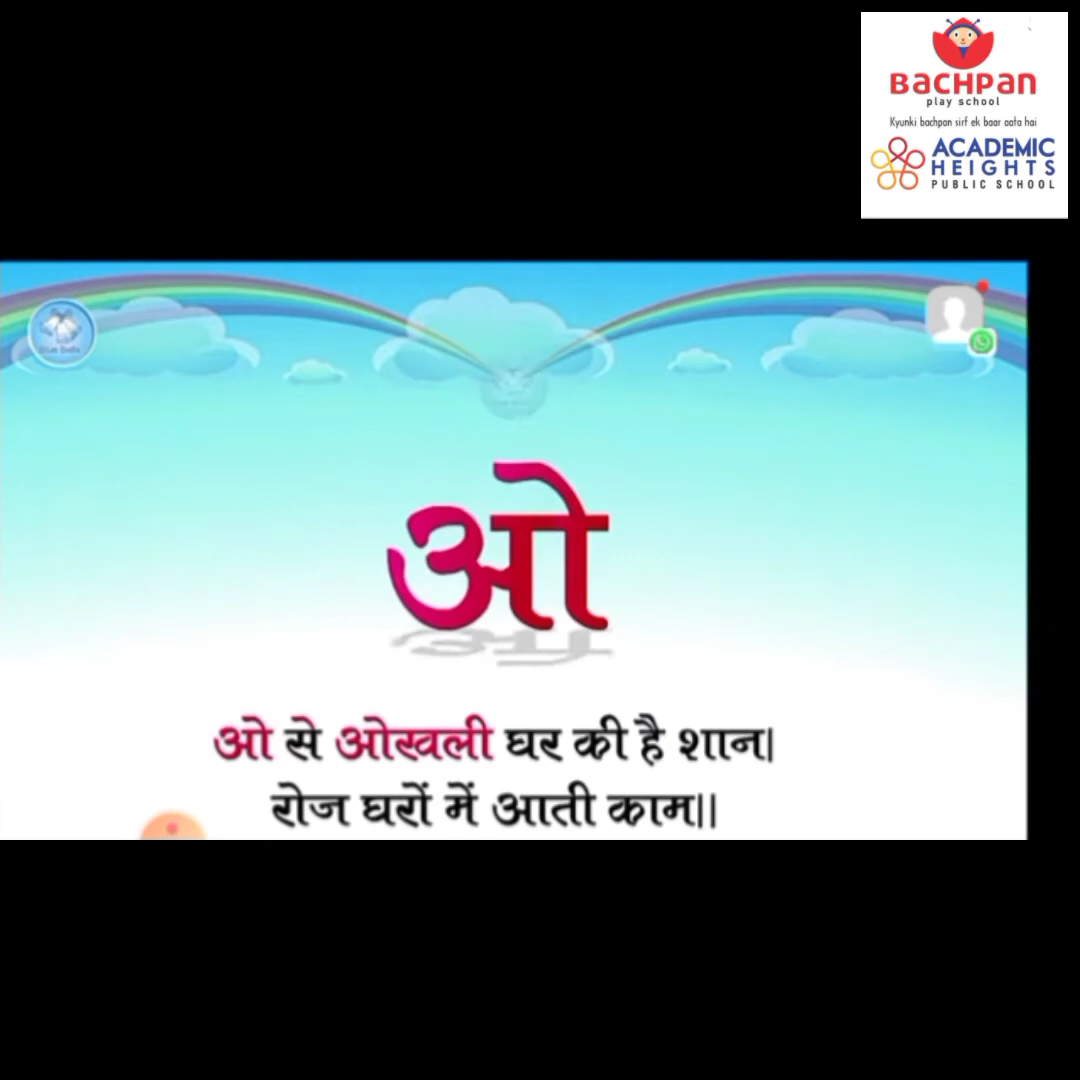 BACHPAN
play school
Kyunki bachpan sirf ek baar aata hai
ACADEMIC
HEIGHTS
PUBLIC SCHOOL
ओ
ओ से ओखली घर की है शान|
रोज घरों में आती काम||